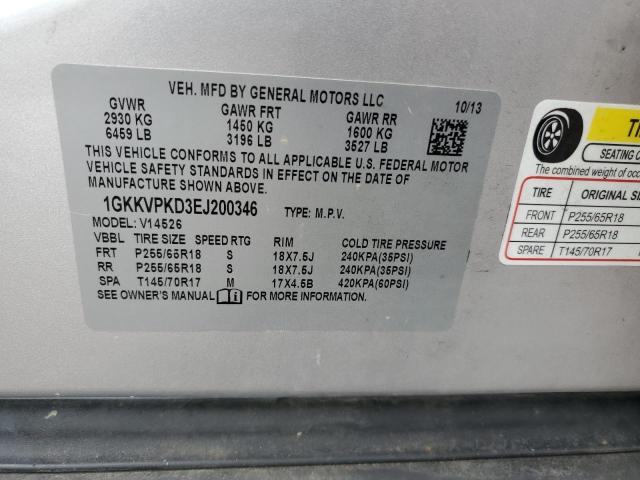 VEH. MFD BY GENERAL MOTORS LLC
GVWR GAWR FRT GAWR RR 10/13
2930 KG 1450 KG 1600 KG
6459 LB 3196 LB 3527 LB
THIS VEHICLE CONFORMS TO ALL APPLICABLE U.S. FEDERAL MOTOR
VEHICLE SAFETY STANDARDS IN EFFECT ON THE DATE OF
MANUFACTURE SHOWN ABOVE.
1GKKVPKD3EJ200346 TYPE: M.P.V.
MODEL: V14526
VBBL TIRE SIZE SPEED RTG RIM COLD TIRE PRESSURE
FRT P255/65R18 S 18X7.5J 240KPA(35PSI)
RR P255/65R18 S 18X7.5J 240KPA(35PSI)
SPA T145/70R17 M 17X4.5B 420KPA(60PSI)
SEE OWNER'S MANUAL FOR MORE INFORMATION.
SEATING
The combined weight of
TIRE ORIGINAL
FRONT P255/65R18
REAR P255/65R18
SPARE T145/70R17